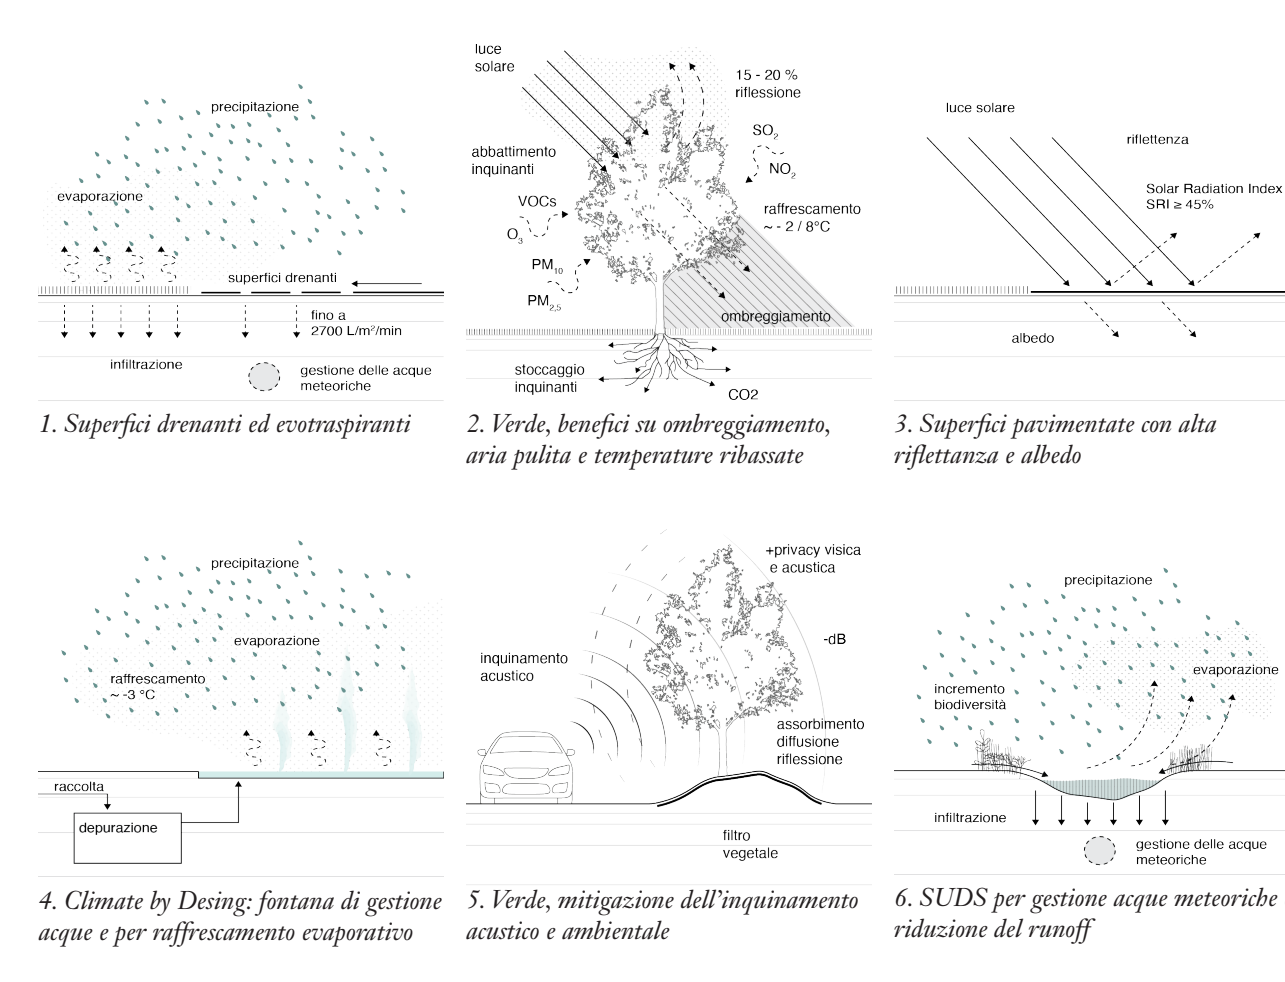 precipitazione
evaporazione
superfici drenanti
fino a
2700 L/m²/min
infiltrazione
gestione delle acque
meteoriche
1. Superfici drenanti ed evotraspiranti
luce
solare
15 - 20 %
riflessione
SO2
abbattimento
inquinanti
NO2
VOCs
raffrescamento
~ - 2 / 8°C
O3
PM10
PM2,5
ombreggiamento
stoccaggio
inquinanti
CO2
2. Verde, benefici su ombreggiamento,
aria pulita e temperature ribassate
luce solare
riflettenza
Solar Radiation Index
SRI ≥ 45%
albedo
3. Superfici pavimentate con alta
riflettanza e albedo
precipitazione
evaporazione
raffrescamento
~ -3 °C
raccolta
depurazione
4. Climate by Desing: fontana di gestione
acque e per raffrescamento evaporativo
+privacy visica
e acustica
-dB
inquinamento
acustico
assorbimento
diffusione
riflessione
filtro
vegetale
5. Verde, mitigazione dell'inquinamento
acustico e ambientale
precipitazione
evaporazione
incremento
biodiversità
infiltrazione
gestione delle acque
meteoriche
6. SUDS per gestione acque meteoriche
riduzione del runoff